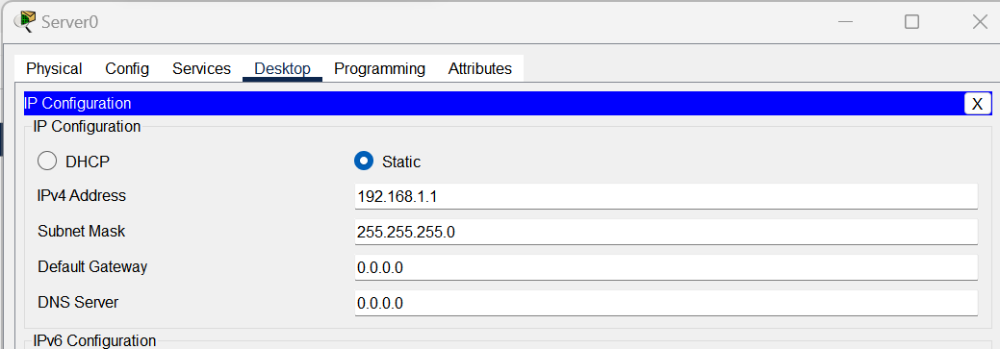 Server0
Physical Config Services Desktop Programming Attributes
IP Configuration X
IP Configuration
DHCP Static
IPv4 Address 192.168.1.1
Subnet Mask 255.255.255.0
Default Gateway 0.0.0.0
DNS Server 0.0.0.0
IPv6 Configuration